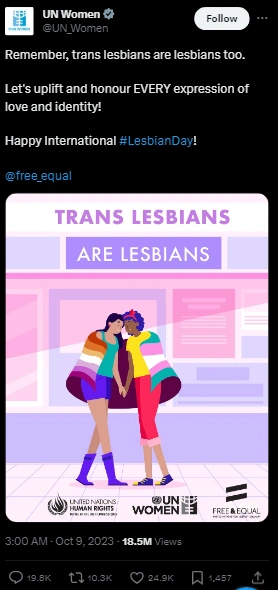 UN Women
@UN_Women
Follow
Remember, trans lesbians are lesbians too.
Let's uplift and honour EVERY expression of
love and identity!
Happy International #LesbianDay!
@free_equal
TRANS LESBIANS
ARE LESBIANS
UNITED NATIONS
HUMAN RIGHTS
UN
WOMEN
FREE & EQUAL
3:00 AM · Oct 9, 2023 · 18.5M Views
19.8K 10.3K 24.9K 1,457